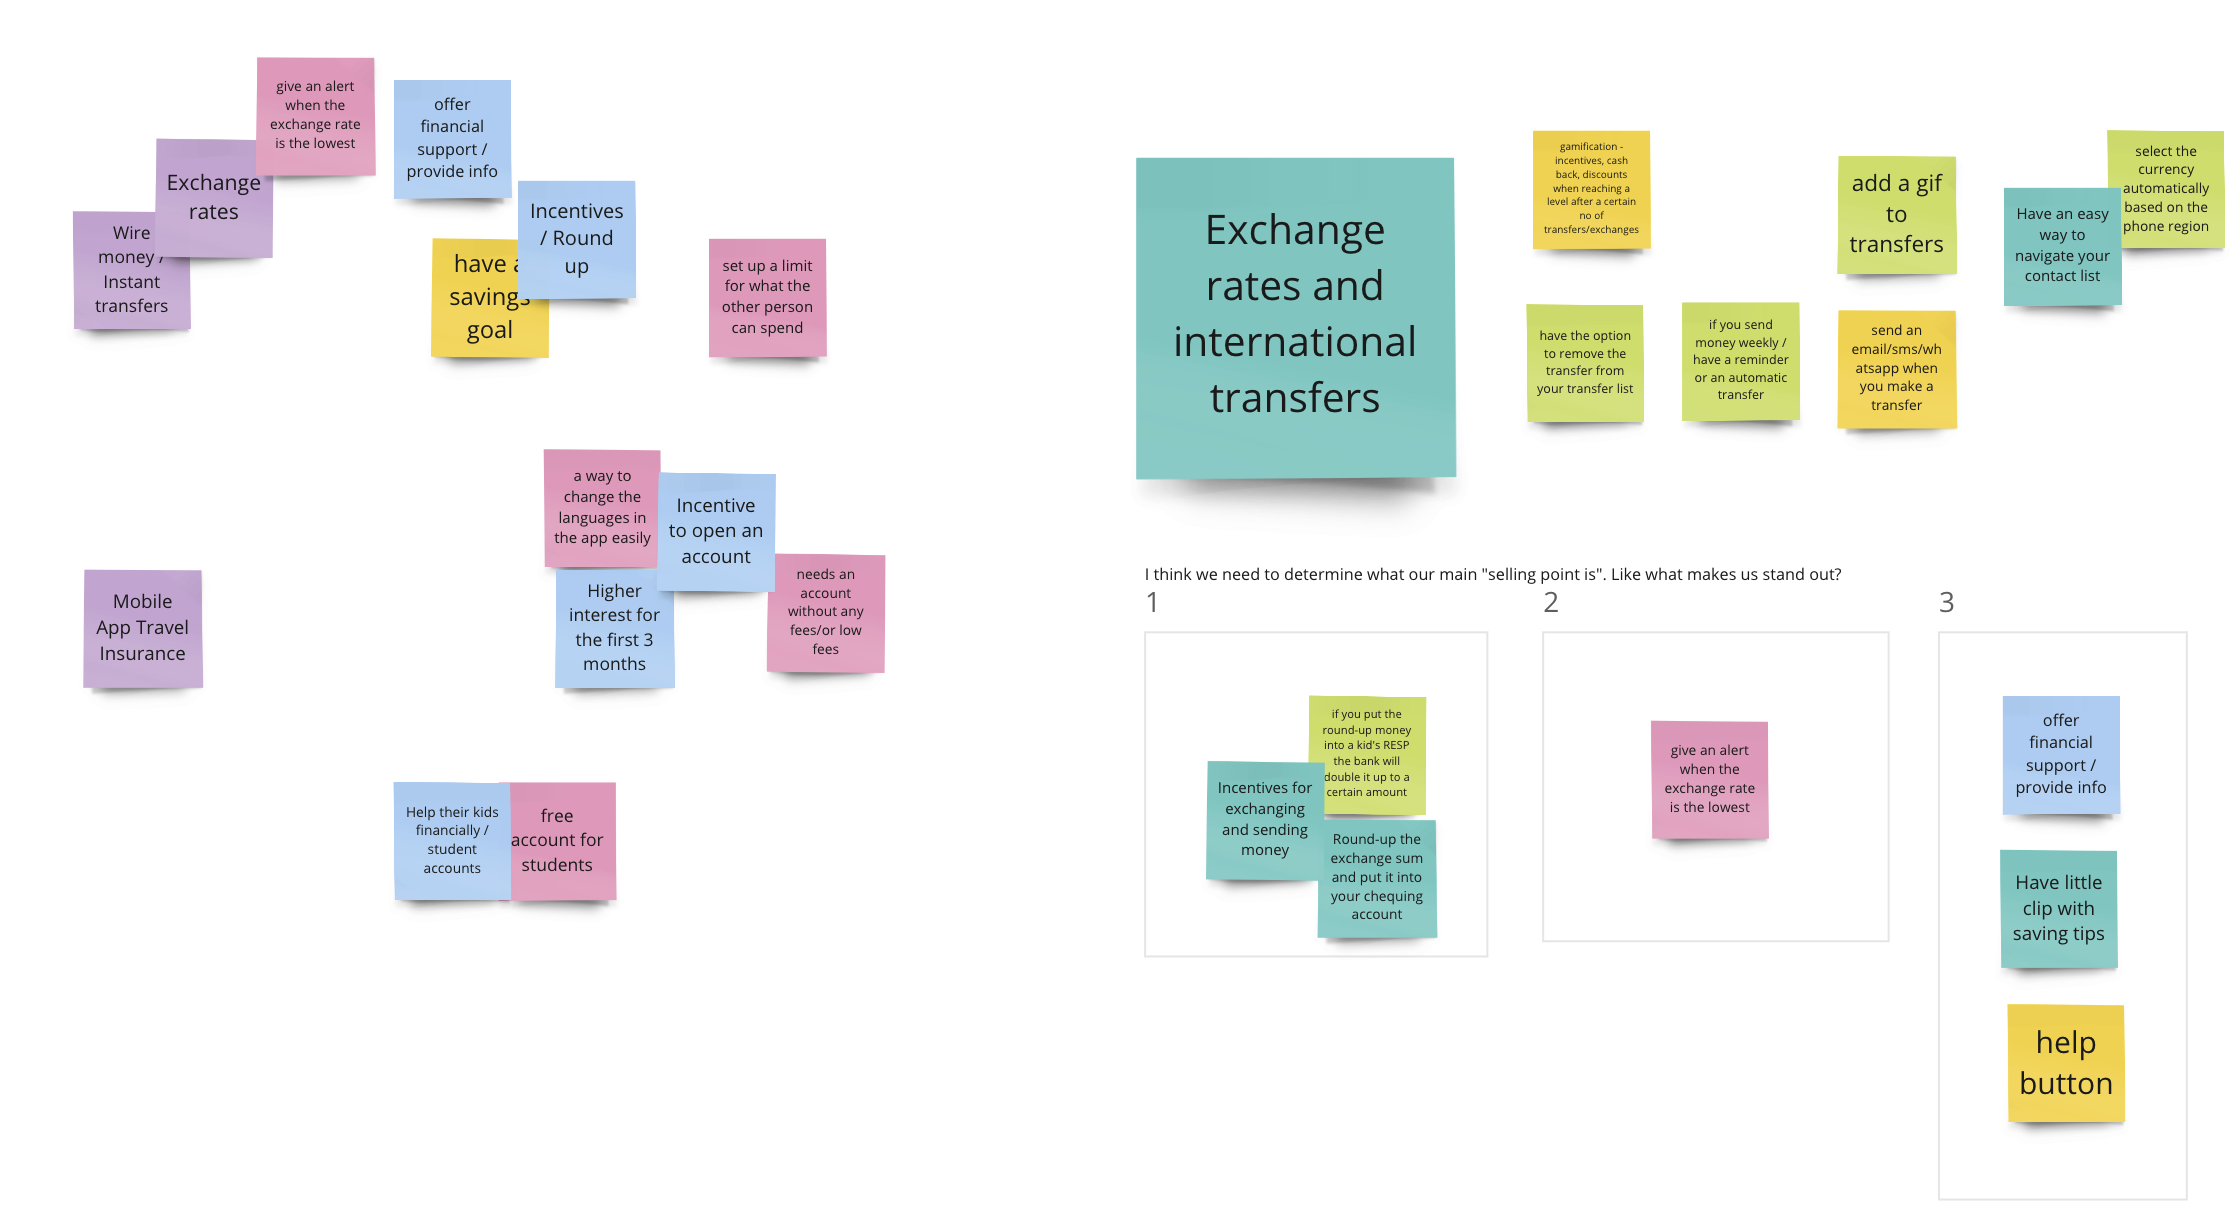 give an alert
when the
exchange rate
is the lowest
offer
financial
support /
provide info
Exchange
rates
Incentives
/ Round
up
Wire
money /
Instant
transfers
have a
savings
goal
set up a limit
for what the
other person
can spend
a way to
change the
languages in
the app easily
Incentive
to open an
account
needs an
account
without any
fees/or low
fees
Higher
interest for
the first 3
months
Mobile
App Travel
Insurance
Help their kids
financially /
student
accounts
free
account for
students
Exchange
rates and
international
transfers
gamification -
incentives, cash
back, discounts
when reaching a
level after a certain
no of
transfers/exchanges
add a gif
to
transfers
select the
currency
automatically
based on the
phone region
Have an easy
way to
navigate your
contact list
have the option
to remove the
transfer from
your transfer list
if you send
money weekly /
have a reminder
or an automatic
transfer
send an
email/sms/wh
atsapp when
you make a
transfer
I think we need to determine what our main "selling point is". Like what makes us stand out?
1
2
3
if you put the
round-up money
into a kid's RESP
the bank will
double it up to a
certain amount
Incentives for
exchanging
and sending
money
Round-up the
exchange sum
and put it into
your chequing
account
give an alert
when the
exchange rate
is the lowest
offer
financial
support /
provide info
Have little
clip with
saving tips
help
button